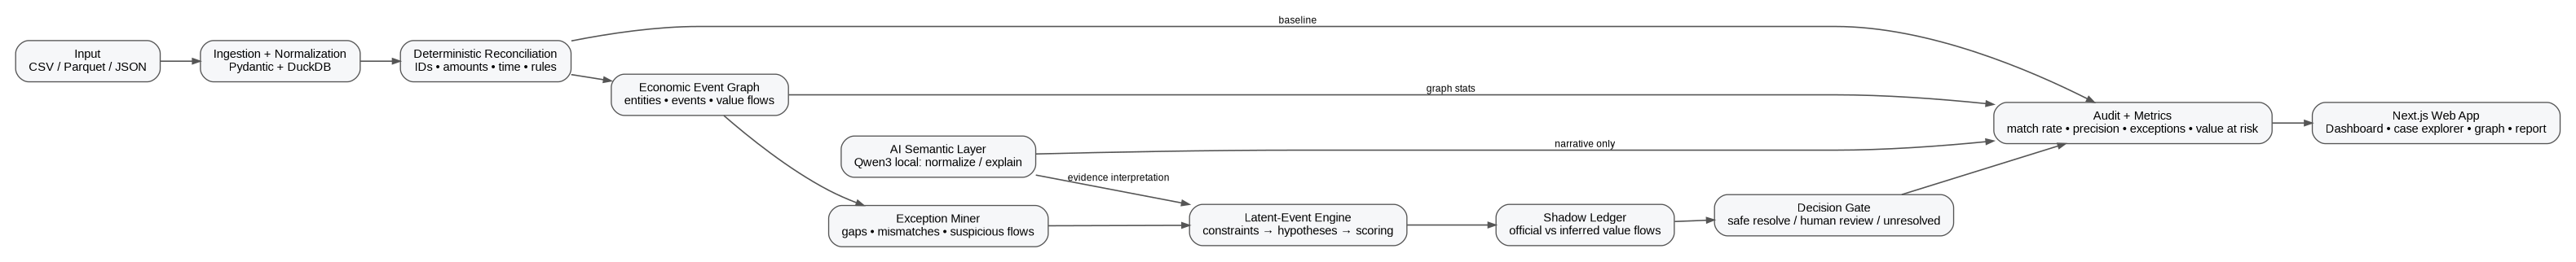 baseline
Input
CSV / Parquet / JSON
Ingestion + Normalization
Pydantic + DuckDB
Deterministic Reconciliation
IDs • amounts • time • rules
Economic Event Graph
entities • events • value flows
graph stats
AI Semantic Layer
Qwen3 local: normalize / explain
narrative only
evidence interpretation
Exception Miner
gaps • mismatches • suspicious flows
Latent-Event Engine
constraints → hypotheses → scoring
Shadow Ledger
official vs inferred value flows
Decision Gate
safe resolve / human review / unresolved
Audit + Metrics
match rate • precision • exceptions • value at risk
Next.js Web App
Dashboard • case explorer • graph • report